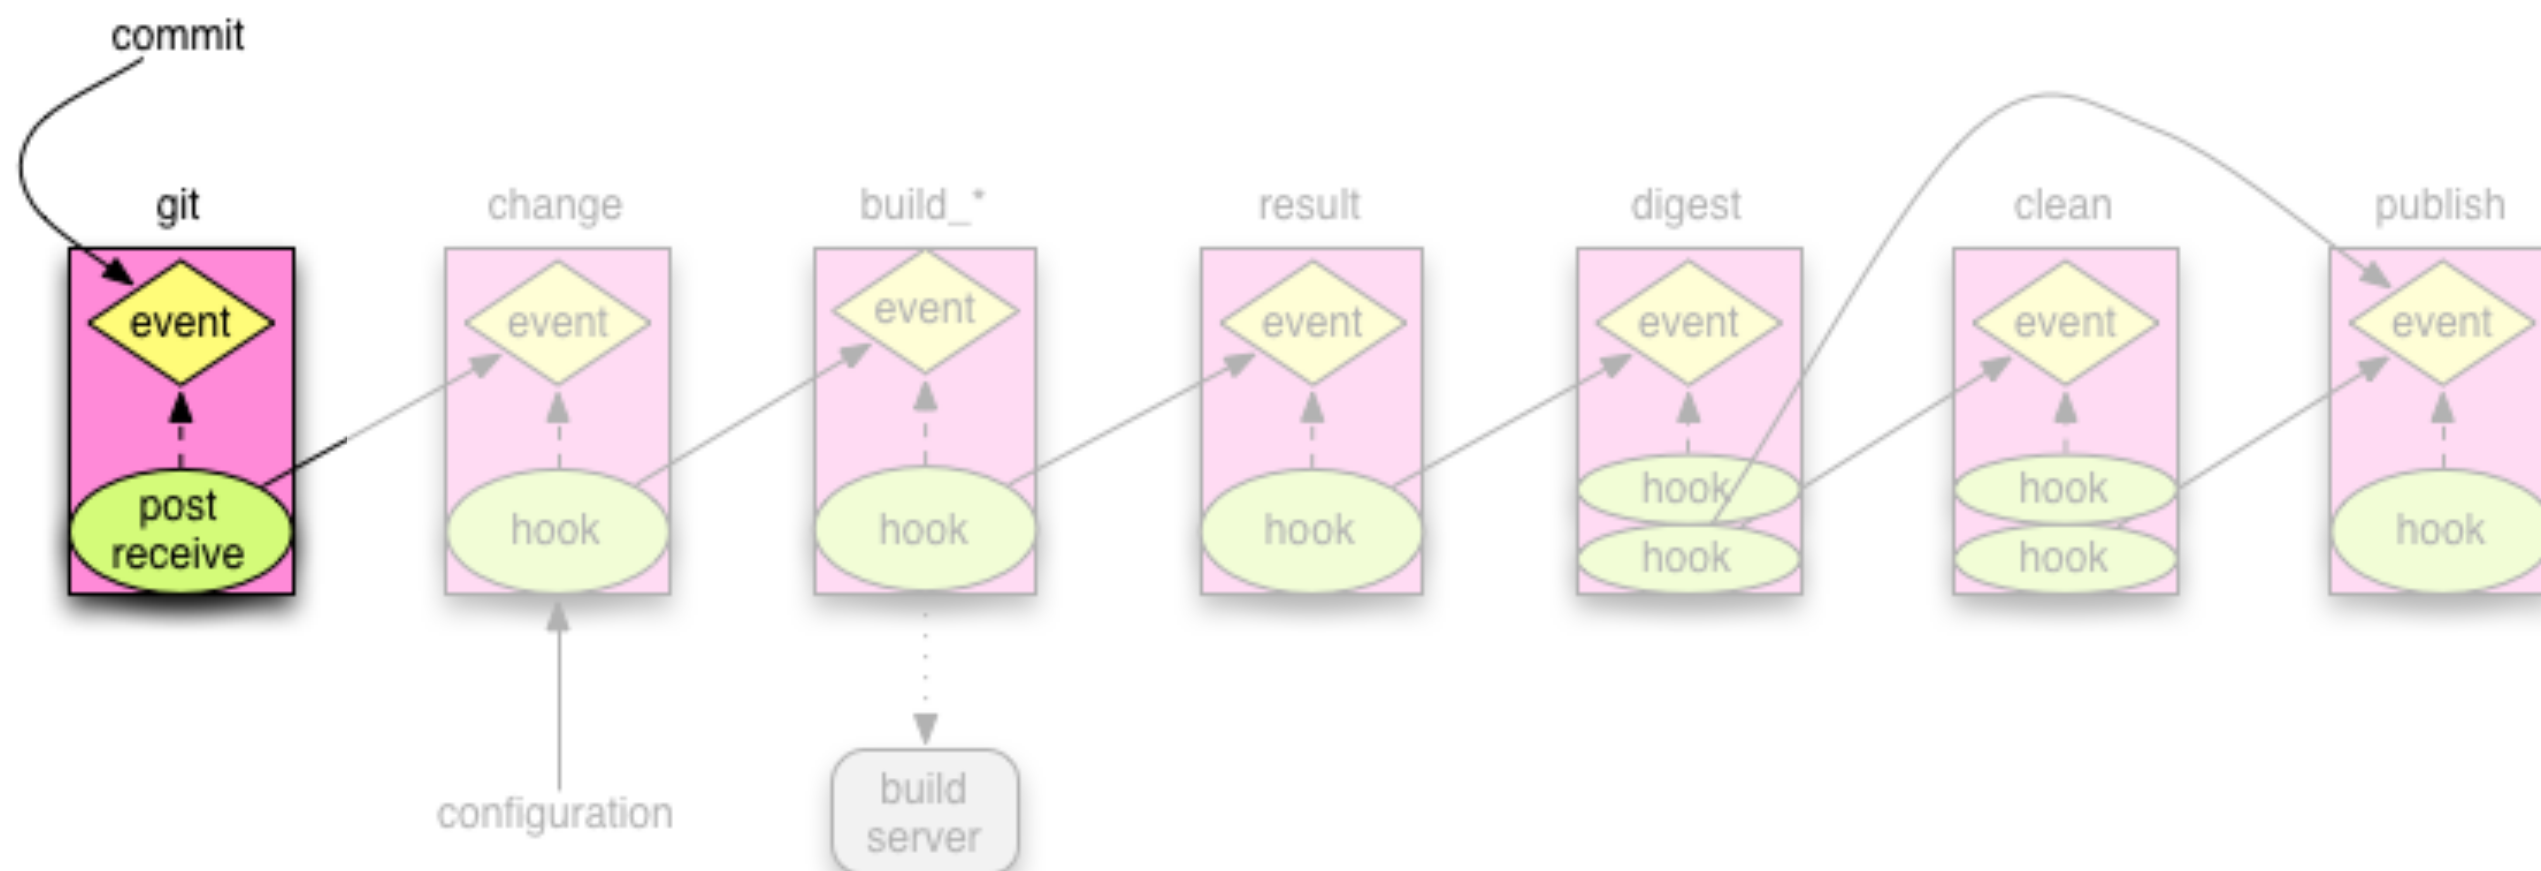 commit
git
change
build_*
result
digest
clean
publish
event
event
event
event
event
event
event
post
receive
hook
hook
hook
hook
hook
hook
hook
hook
configuration
build
server